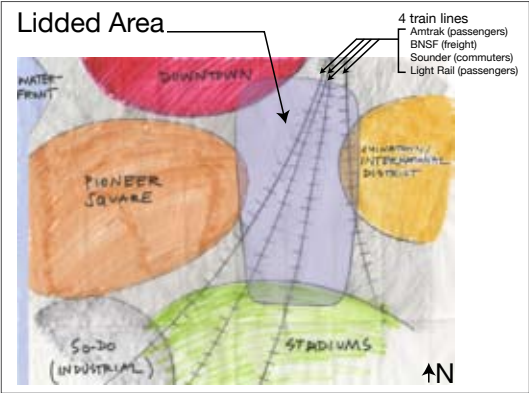 Lidded Area
4 train lines
Amtrak (passengers)
BNSF (freight)
Sounder (commuters)
Light Rail (passengers)
WATER-
FRONT
DOWNTOWN
CHINATOWN/
INTERNATIONAL
DISTRICT
PIONEER
SQUARE
SO-DO
(INDUSTRIAL)
STADIUMS
N